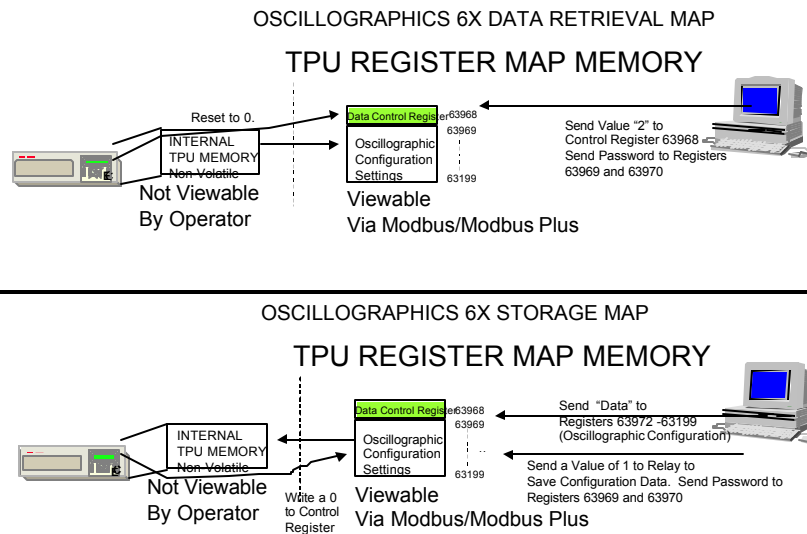 OSCILLOGRAPHICS 6X DATA RETRIEVAL MAP
TPU REGISTER MAP MEMORY
Reset to 0.
INTERNAL
TPU MEMORY
Non-Volatile
Not Viewable
By Operator
Data Control Register
63968
63969
Oscillographic
Configuration
Settings
63199
Viewable
Via Modbus/Modbus Plus
Send Value “2” to
Control Register 63968
Send Password to Registers
63969 and 63970
OSCILLOGRAPHICS 6X STORAGE MAP
TPU REGISTER MAP MEMORY
INTERNAL
TPU MEMORY
Non-Volatile
Not Viewable
By Operator
Write a 0
to Control
Register
Data Control Register
63968
63969
Oscillographic
Configuration
Settings
63199
Viewable
Via Modbus/Modbus Plus
Send “Data” to
Registers 63972 -63199
(Oscillographic Configuration)
Send a Value of 1 to Relay to
Save Configuration Data. Send Password to
Registers 63969 and 63970